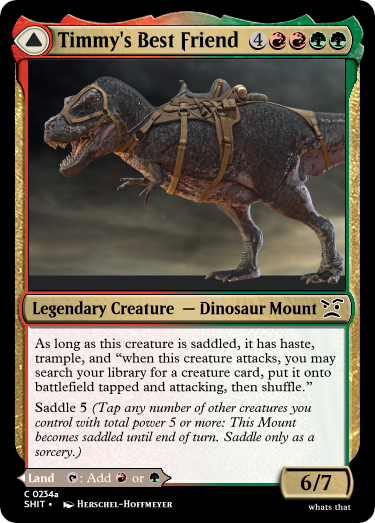 Timmy's Best Friend 4
Legendary Creature — Dinosaur Mount
As long as this creature is saddled, it has haste,
trample, and “when this creature attacks, you may
search your library for a creature card, put it onto
battlefield tapped and attacking, then shuffle.”
Saddle 5 (Tap any number of other creatures you
control with total power 5 or more: This Mount
becomes saddled until end of turn. Saddle only as a
sorcery.)
Land : Add or
6/7
C 0234a
SHIT • Herschel-Hoffmeyer
whats that